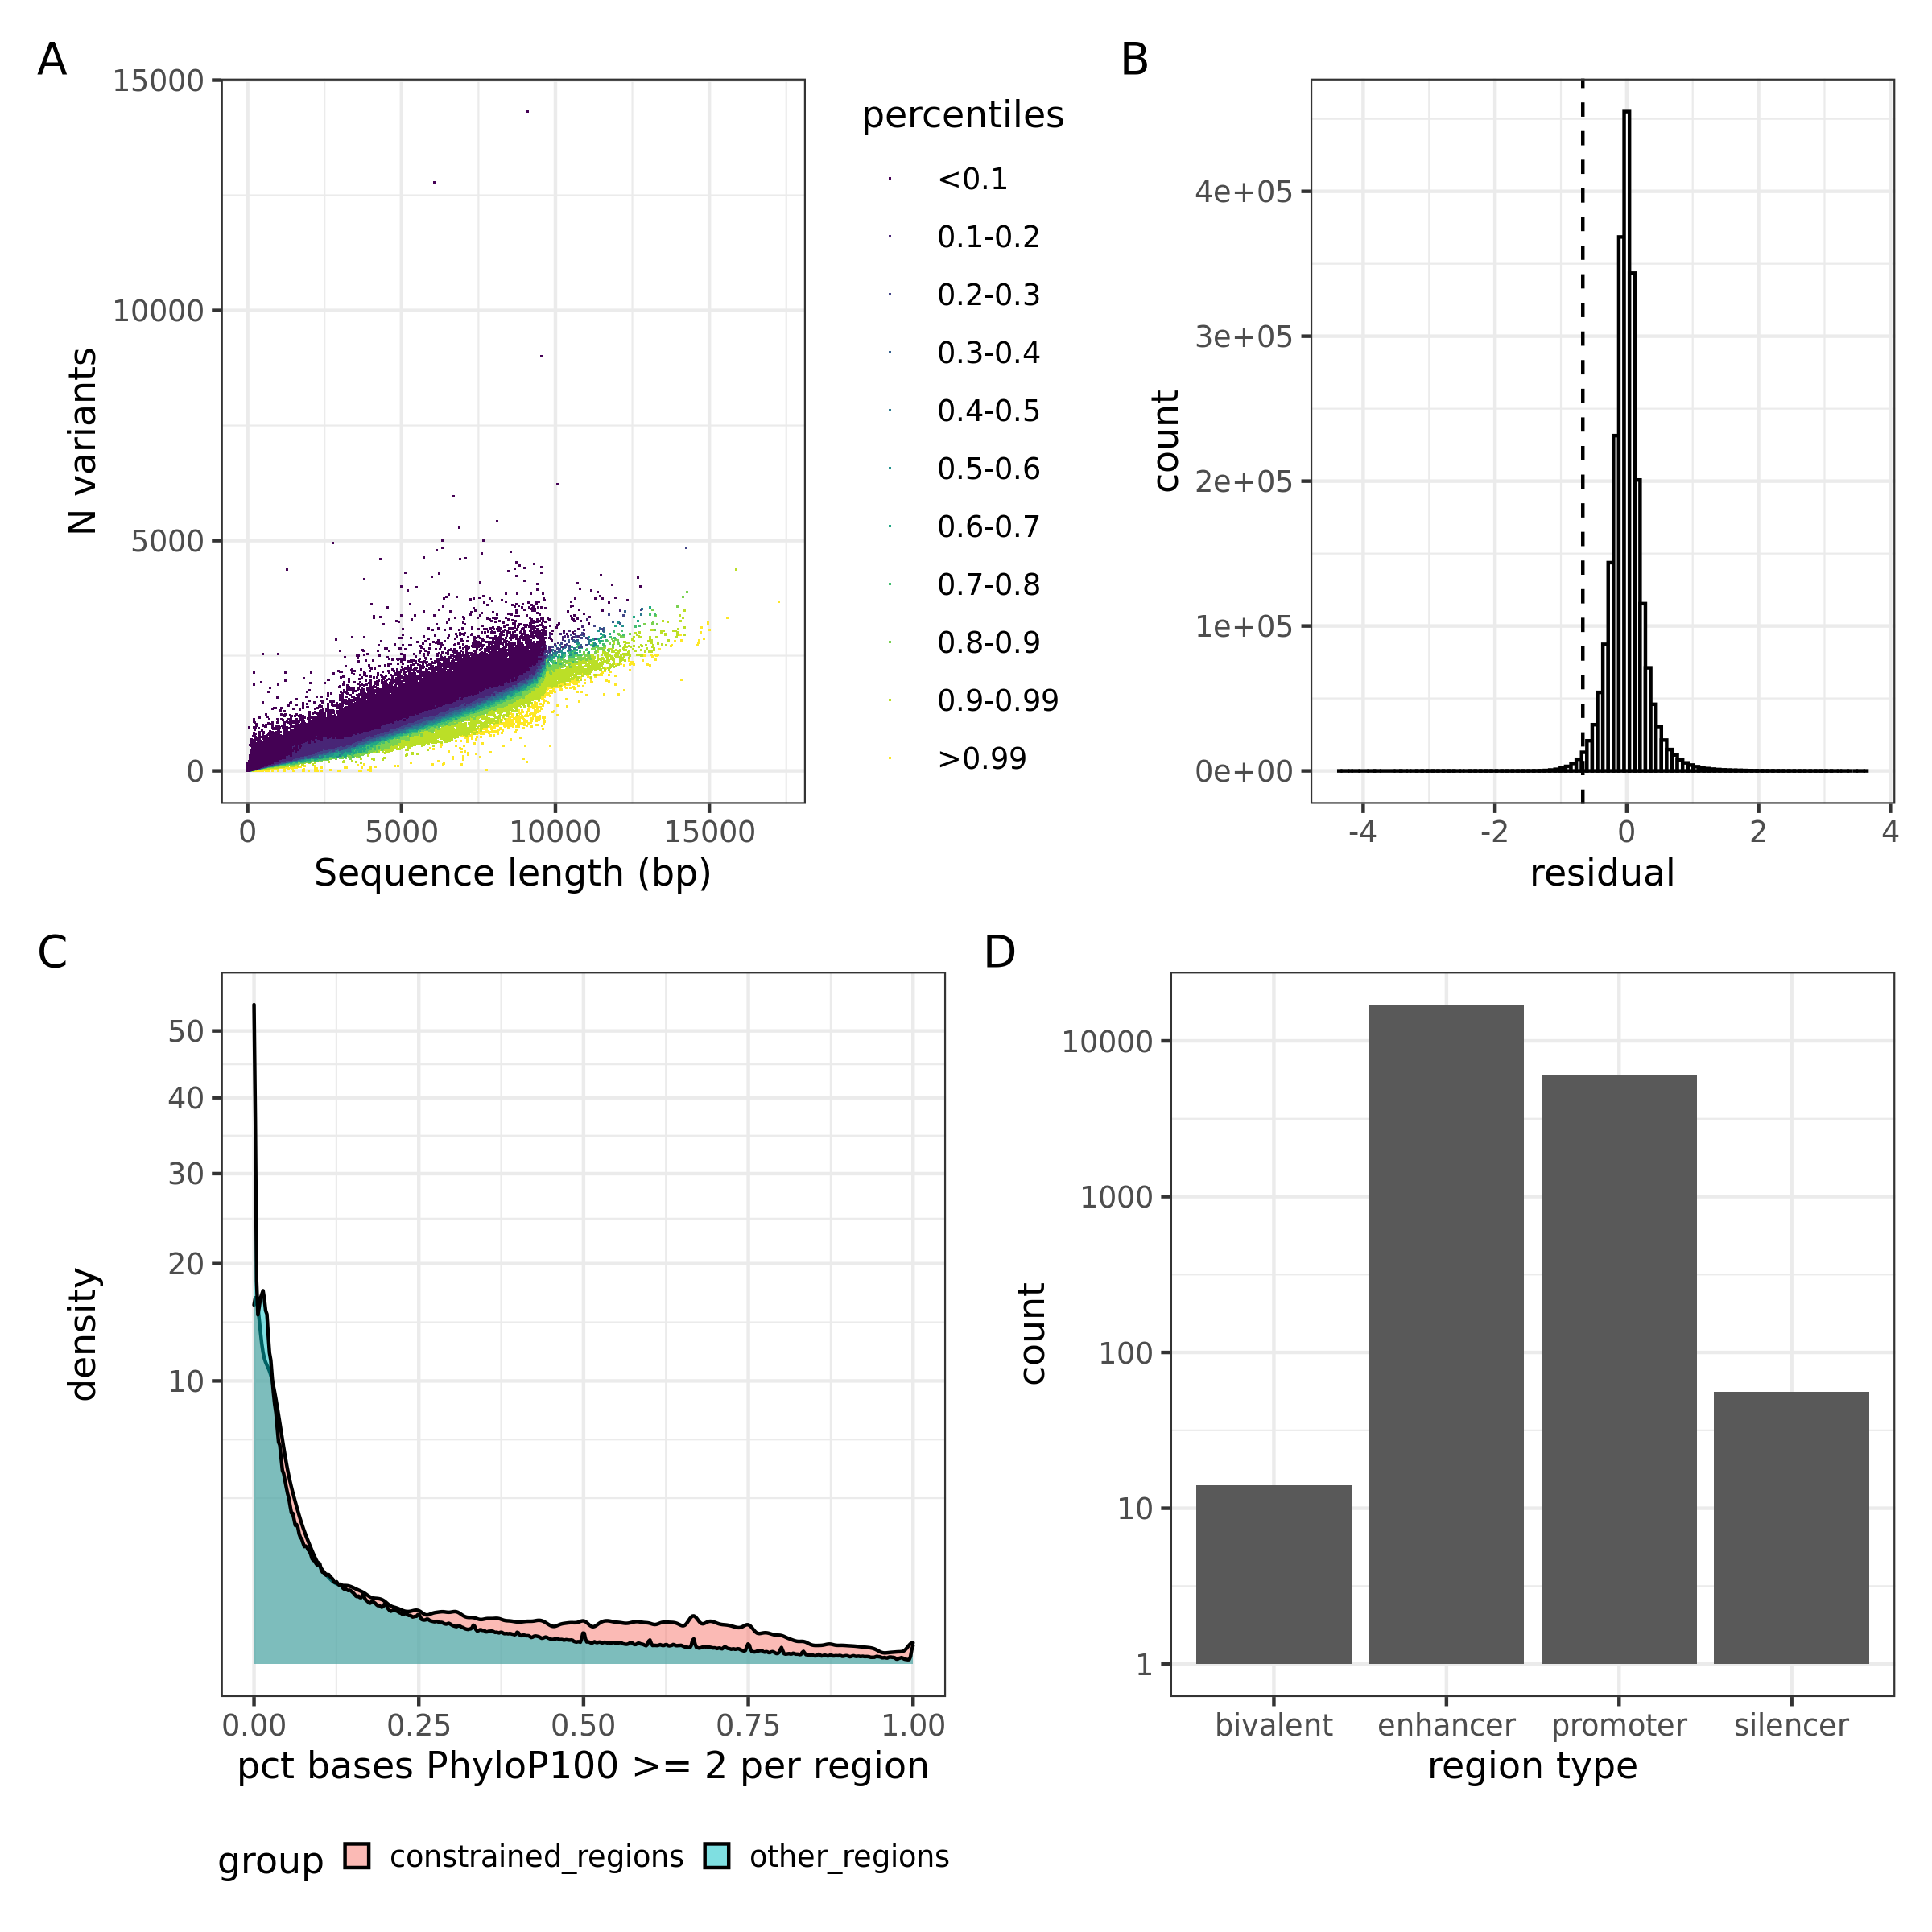 A
15000
10000
5000
0
N variants
0
5000
10000
15000
Sequence length (bp)
percentiles
<0.1
0.1-0.2
0.2-0.3
0.3-0.4
0.4-0.5
0.5-0.6
0.6-0.7
0.7-0.8
0.8-0.9
0.9-0.99
>0.99
B
4e+05
3e+05
2e+05
1e+05
0e+00
count
-4
-2
0
2
4
residual
C
50
40
30
20
10
density
0.00
0.25
0.50
0.75
1.00
pct bases PhyloP100 >= 2 per region
group
constrained_regions
other_regions
D
10000
1000
100
10
1
count
bivalent
enhancer
promoter
silencer
region type